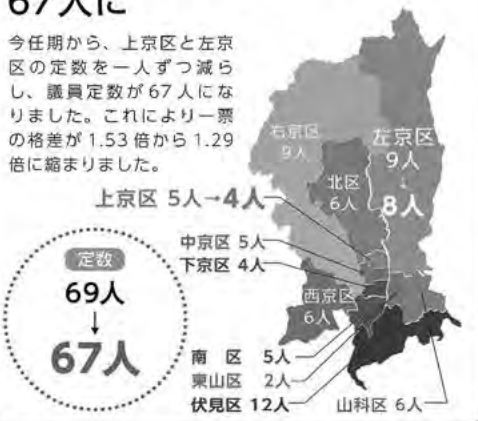 67人に
今任期から、上京区と左京
区の定数を一人ずつ減ら
し、議員定数が67人にな
りました。これにより一票
の格差が1.53倍から1.29
倍に縮まりました。
右京区
9人
左京区
9人
↓
8人
北区
6人
上京区 5人→4人
中京区 5人
下京区 4人
西京区
6人
定数
69人
↓
67人
南 区 5人
東山区 2人
伏見区 12人
山科区 6人